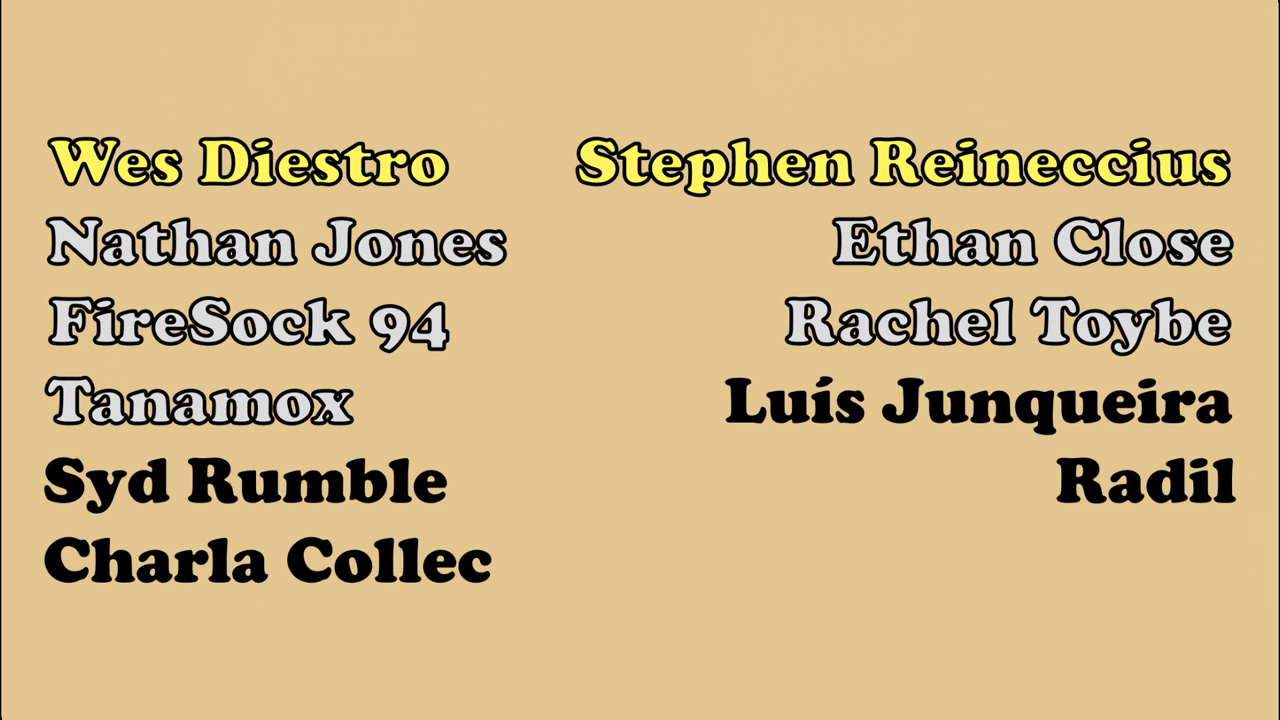 Wes Diestro
Nathan Jones
FireSock 94
Tanamox
Syd Rumble
Charla Collec
Stephen Reineccius
Ethan Close
Rachel Toybe
Luís Junqueira
Radil